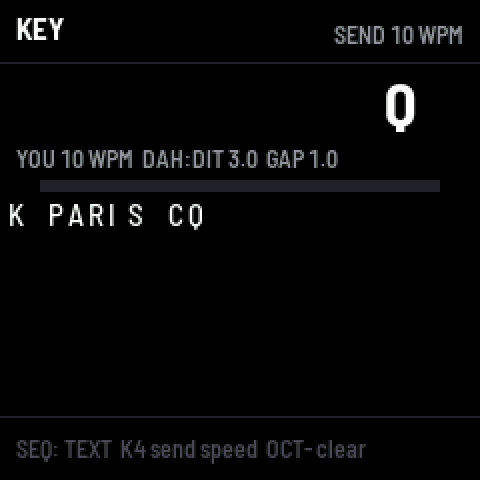 KEY
SEND 10 WPM
Q
YOU 10 WPM DAH:DIT 3.0 GAP 1.0
K PARI S CQ
SEQ: TEXT K4 send speed OCT- clear